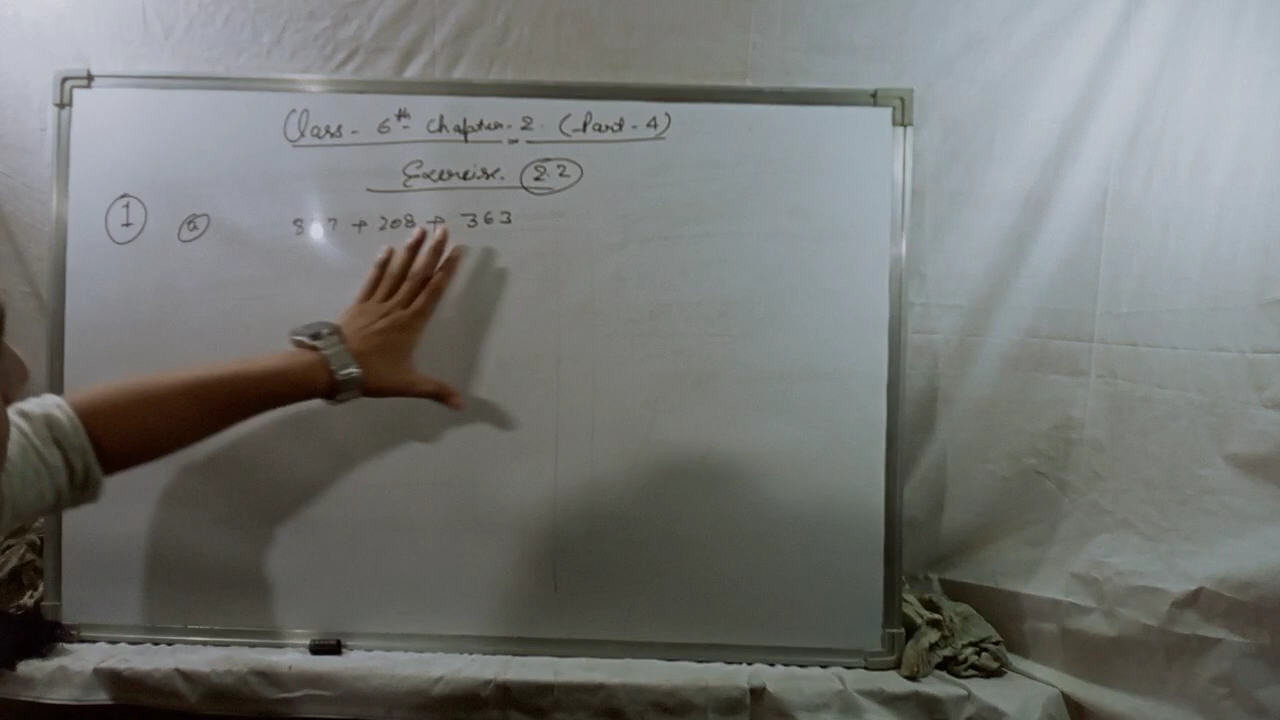 Class - 6th Chapter - 2. (Part - 4)
Exercise. 2.2
1 a + 208 + 363